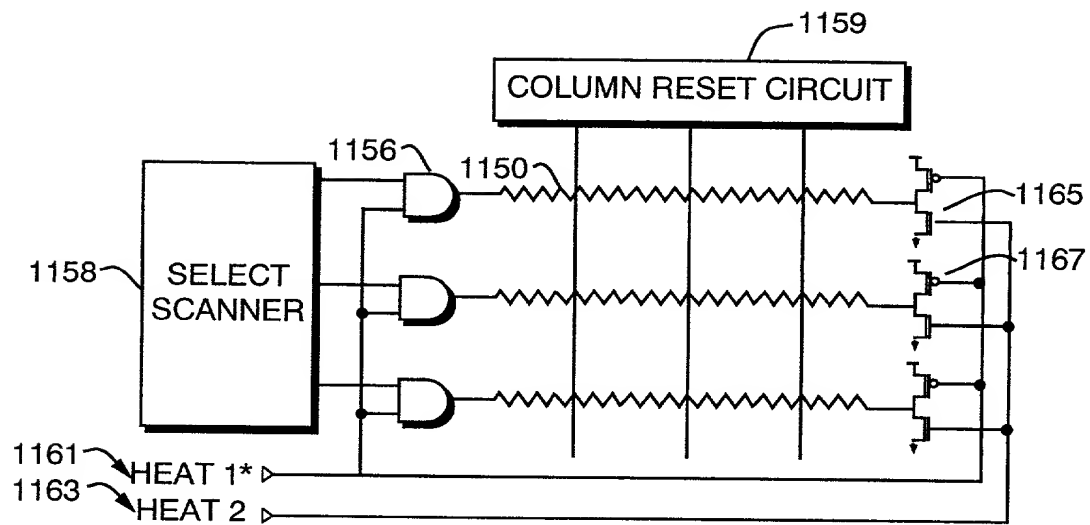 1159
COLUMN RESET CIRCUIT
1156
1150
1165
1158
SELECT
SCANNER
1167
1161
HEAT 1*
1163
HEAT 2